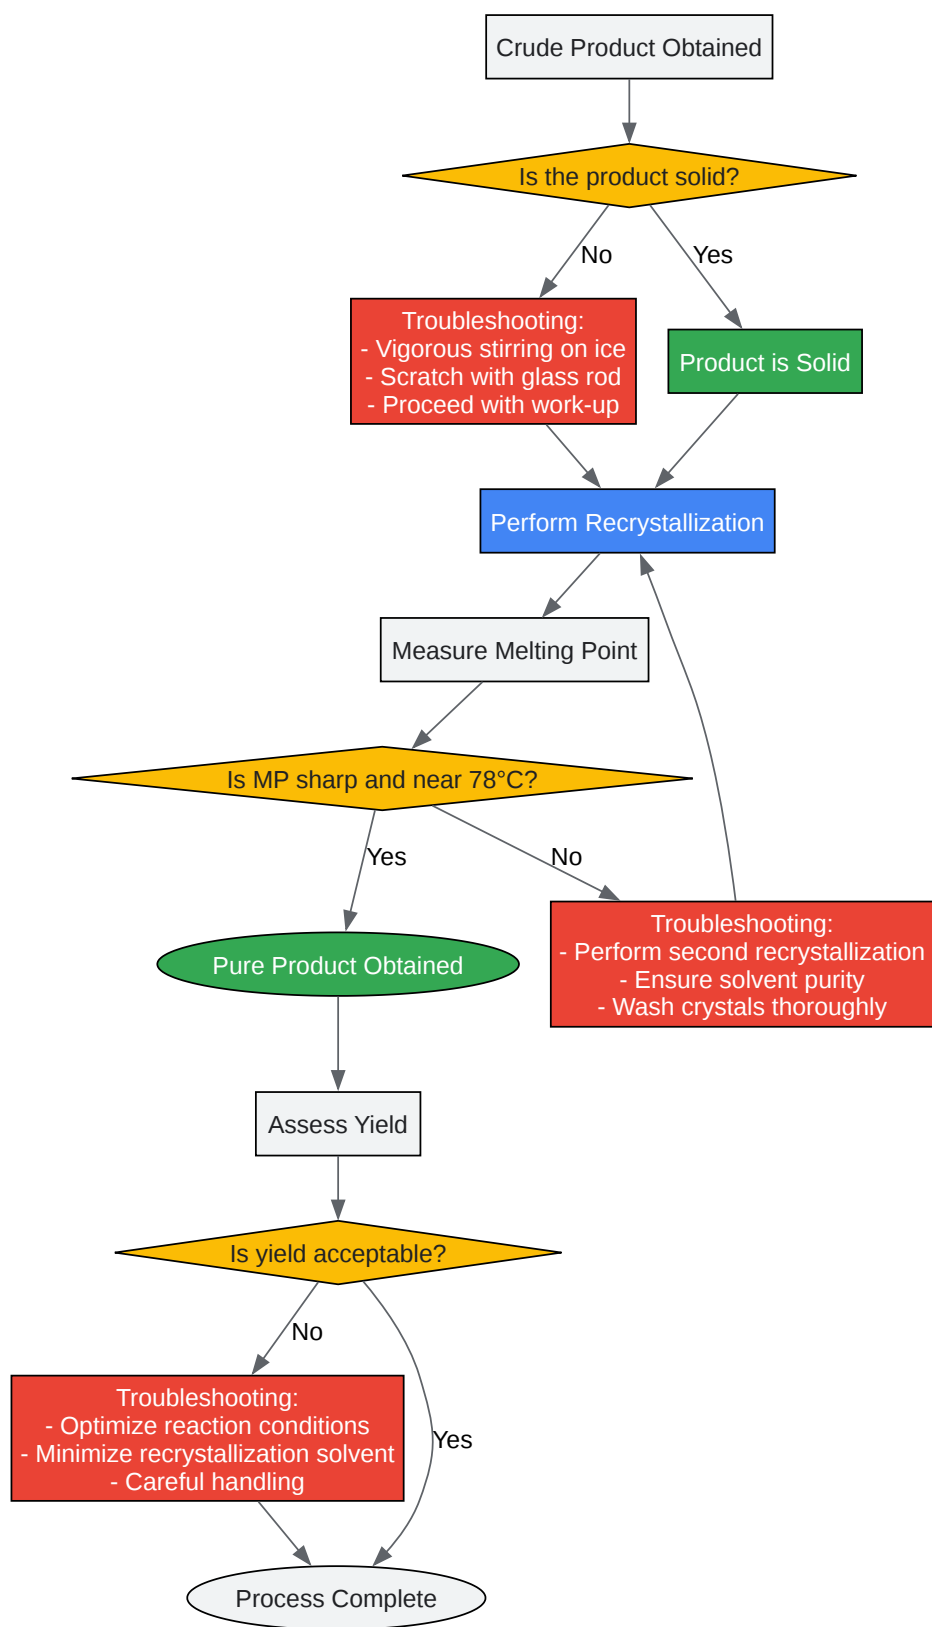 Crude Product Obtained
Is the product solid?
No
Yes
Troubleshooting:
- Vigorous stirring on ice
- Scratch with glass rod
- Proceed with work-up
Product is Solid
Perform Recrystallization
Measure Melting Point
Is MP sharp and near 78°C?
Yes
No
Pure Product Obtained
Troubleshooting:
- Perform second recrystallization
- Ensure solvent purity
- Wash crystals thoroughly
Assess Yield
Is yield acceptable?
No
Yes
Troubleshooting:
- Optimize reaction conditions
- Minimize recrystallization solvent
- Careful handling
Process Complete